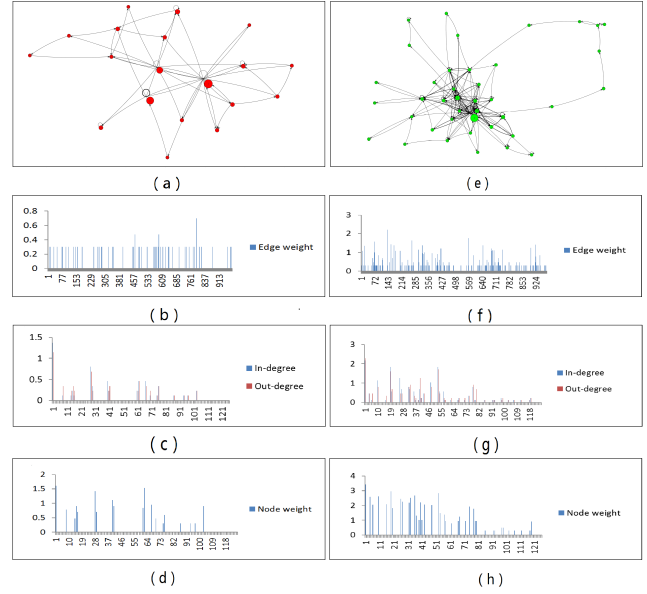 (a)
(e)
0.8
0.6
0.4
0.2
0
1 77 153 229 305 381 457 533 609 685 761 837 913
Edge weight
(b)
3
2
1
0
1 72 143 214 285 356 427 498 569 640 711 782 853 924
Edge weight
(f)
1.5
1
0.5
0
1 11 21 31 41 51 61 71 81 91 101 111 121
In-degree
Out-degree
(c)
3
2
1
0
1 10 19 28 37 46 55 64 73 82 91 100 109 118
In-degree
Out-degree
(g)
2
1.5
1
0.5
0
1 10 19 28 37 46 55 64 73 82 91 100 109 118
Node weight
(d)
4
3
2
1
0
1 11 21 31 41 51 61 71 81 91 101 111 121
Node weight
(h)